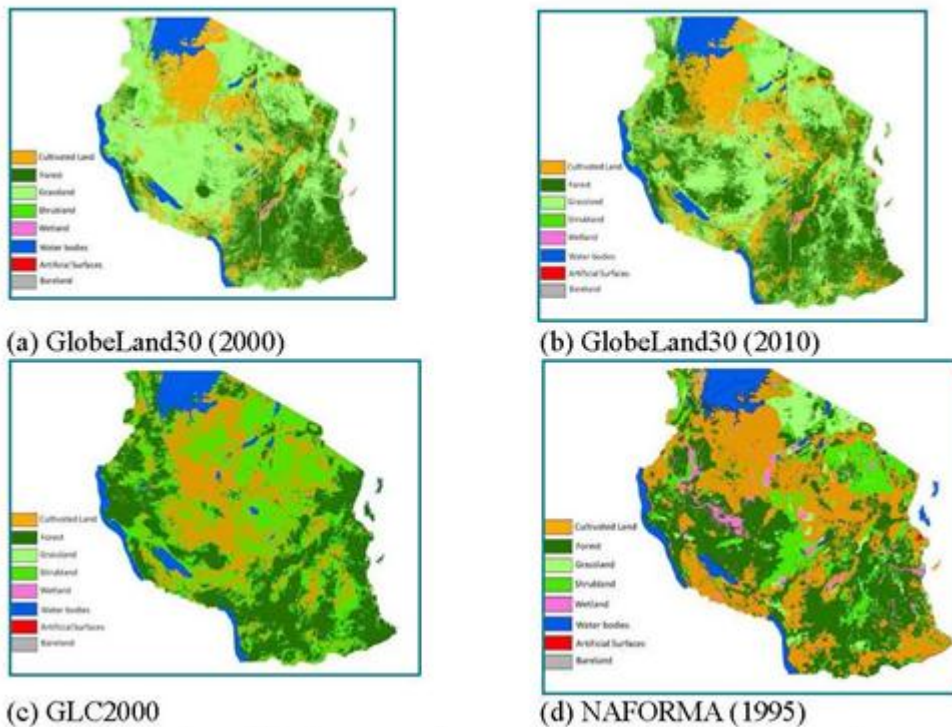 Cultivated Land
Forest
Grassland
Shrubland
Wetland
Water bodies
Artificial Surfaces
Bareland
(a) GlobeLand30 (2000)
Cultivated Land
Forest
Grassland
Shrubland
Wetland
Water bodies
Artificial Surfaces
Bareland
(b) GlobeLand30 (2010)
Cultivated Land
Forest
Grassland
Shrubland
Wetland
Water bodies
Artificial Surfaces
Bareland
(c) GLC2000
Cultivated Land
Forest
Grassland
Shrubland
Wetland
Water bodies
Artificial Surfaces
Bareland
(d) NAFORMA (1995)